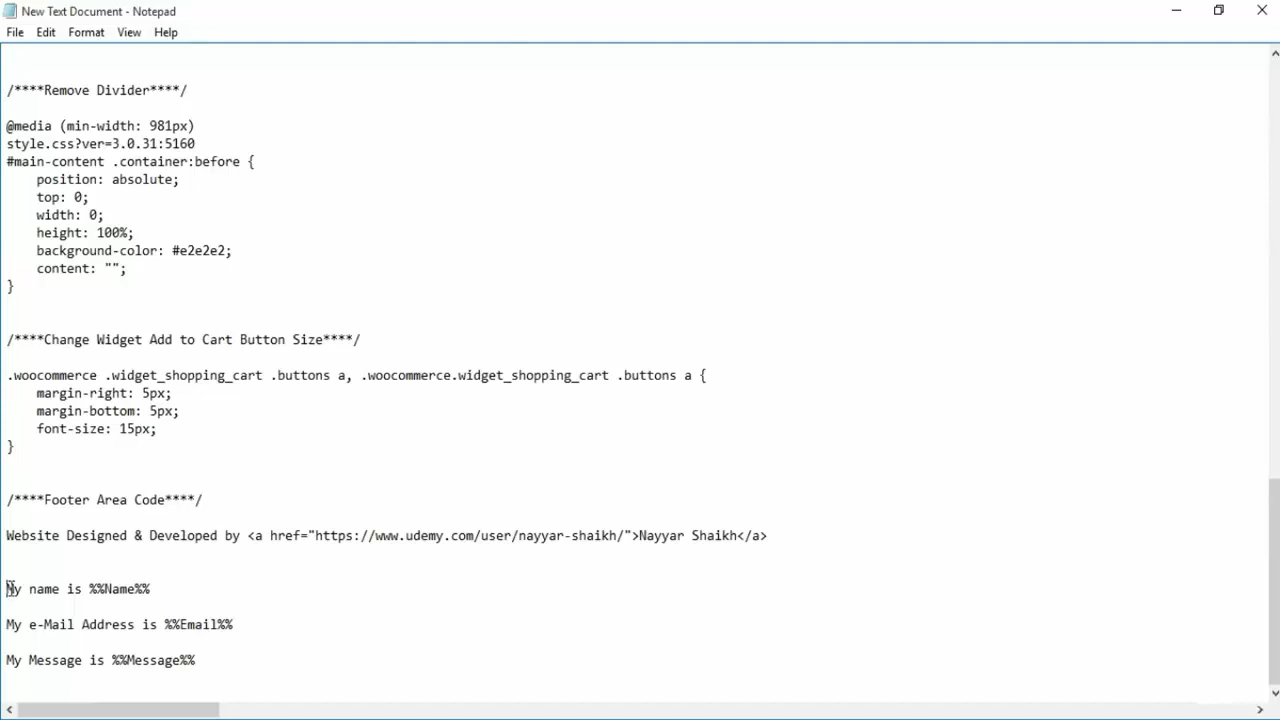 New Text Document - Notepad
File Edit Format View Help
/****Remove Divider****/
@media (min-width: 981px)
style.css?ver=3.0.31:5160
#main-content .container:before {
    position: absolute;
    top: 0;
    width: 0;
    height: 100%;
    background-color: #e2e2e2;
    content: "";
}
/****Change Widget Add to Cart Button Size****/
.woocommerce .widget_shopping_cart .buttons a, .woocommerce.widget_shopping_cart .buttons a {
    margin-right: 5px;
    margin-bottom: 5px;
    font-size: 15px;
}
/****Footer Area Code****/
Website Designed & Developed by <a href="https://www.udemy.com/user/nayyar-shaikh/">Nayyar Shaikh</a>
My name is %%Name%%
My e-Mail Address is %%Email%%
My Message is %%Message%%